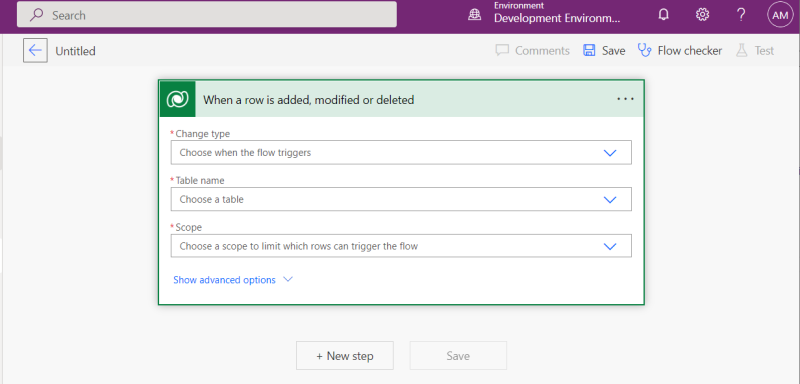 Environment
Search
Development Environm...
?
AM
Untitled
Comments
Save
Flow checker
Test
When a row is added, modified or deleted
...
* Change type
Choose when the flow triggers
* Table name
Choose a table
* Scope
Choose a scope to limit which rows can trigger the flow
Show advanced options
+ New step
Save